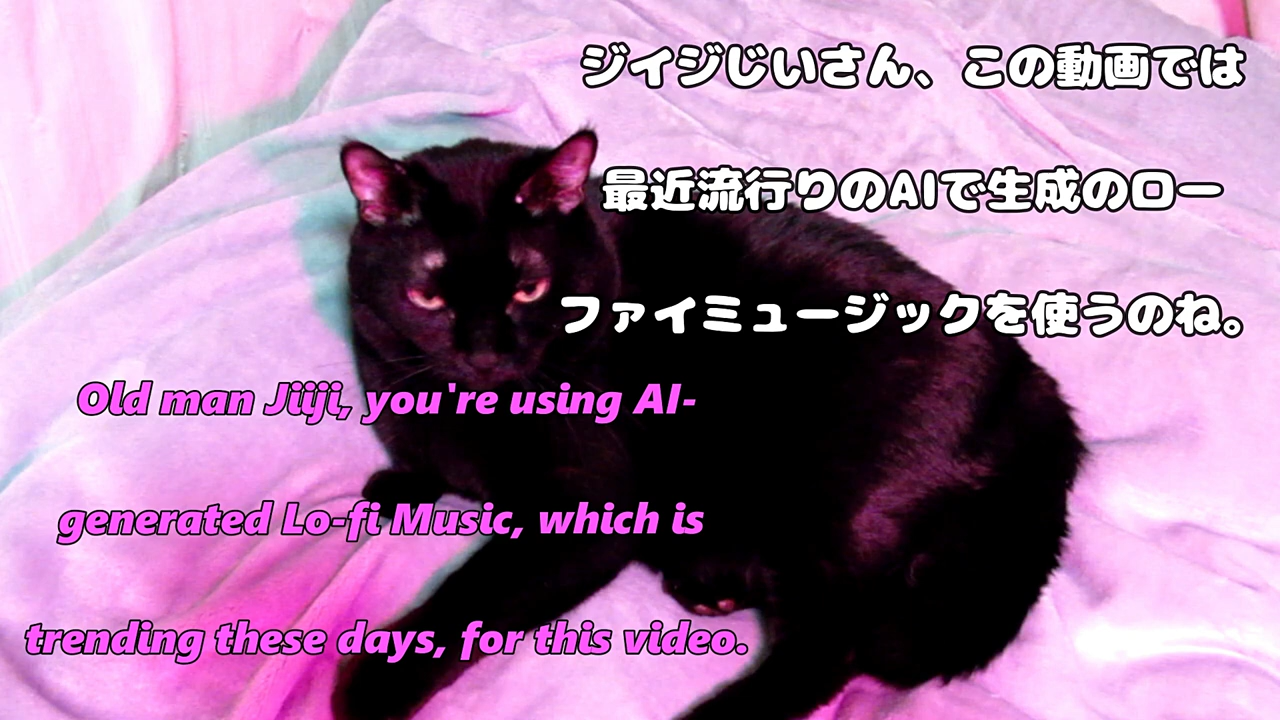 ジイジじいさん、この動画では
最近流行りのAIで生成のロー
ファイミュージックを使うのね。
Old man Jiiji, you're using AI-
generated Lo-fi Music, which is
trending these days, for this video.